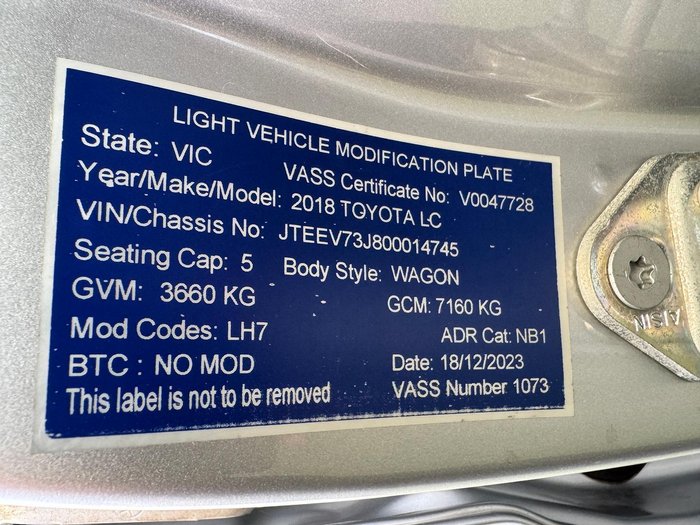 LIGHT VEHICLE MODIFICATION PLATE
State: VIC VASS Certificate No: V0047728
Year/Make/Model: 2018 TOYOTA LC
VIN/Chassis No: JTEEV73J800014745
Seating Cap: 5 Body Style: WAGON
GVM: 3660 KG GCM: 7160 KG
Mod Codes: LH7 ADR Cat: NB1
BTC : NO MOD Date: 18/12/2023
This label is not to be removed VASS Number 1073
AISIN